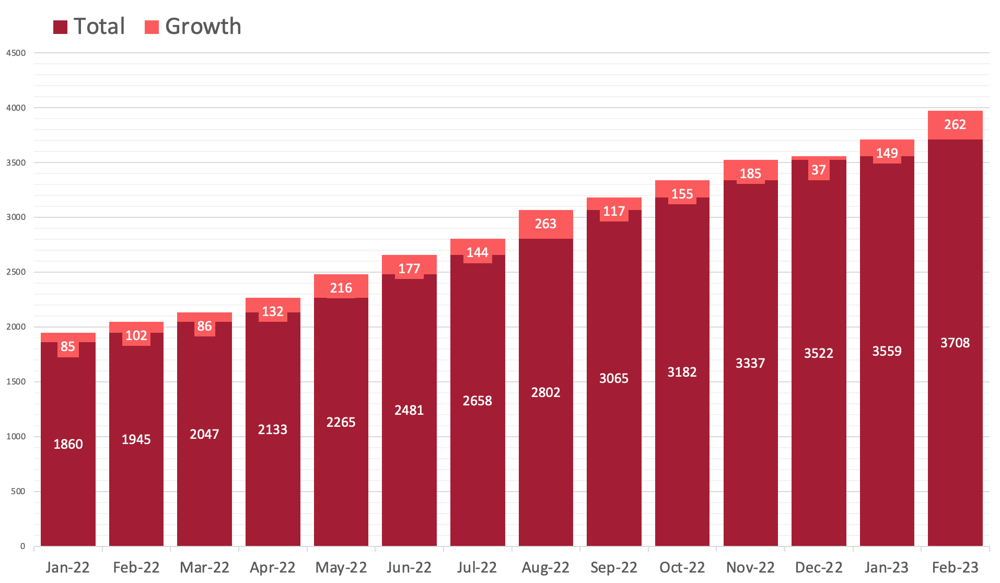 Total Growth
4500
4000
3500
3000
2500
2000
1500
1000
500
0
85 102 86 132 216 177 144 263 117 155 185 37 149 262
1860 1945 2047 2133 2265 2481 2658 2802 3065 3182 3337 3522 3559 3708
Jan-22 Feb-22 Mar-22 Apr-22 May-22 Jun-22 Jul-22 Aug-22 Sep-22 Oct-22 Nov-22 Dec-22 Jan-23 Feb-23